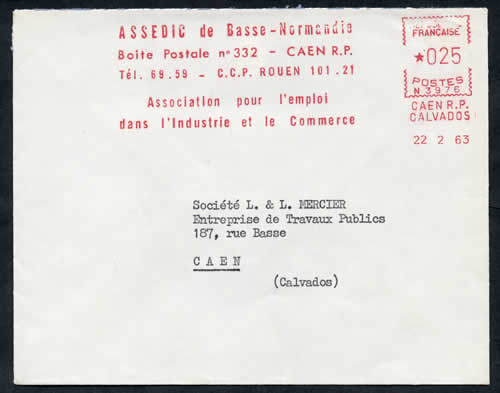 ASSEDIC de Basse-Normandie
Boite Postale n° 332 – CAEN R.P.
Tél. 69.59 – C.C.P. ROUEN 101.21
Association pour l'emploi
dans l'Industrie et le Commerce
FRANCAISE
★025
POSTES
N 3976
CAEN R.P.
CALVADOS
22 2 63
Société L. & L. MERCIER
Entreprise de Travaux Publics
187, rue Basse
C A E N
(Calvados)